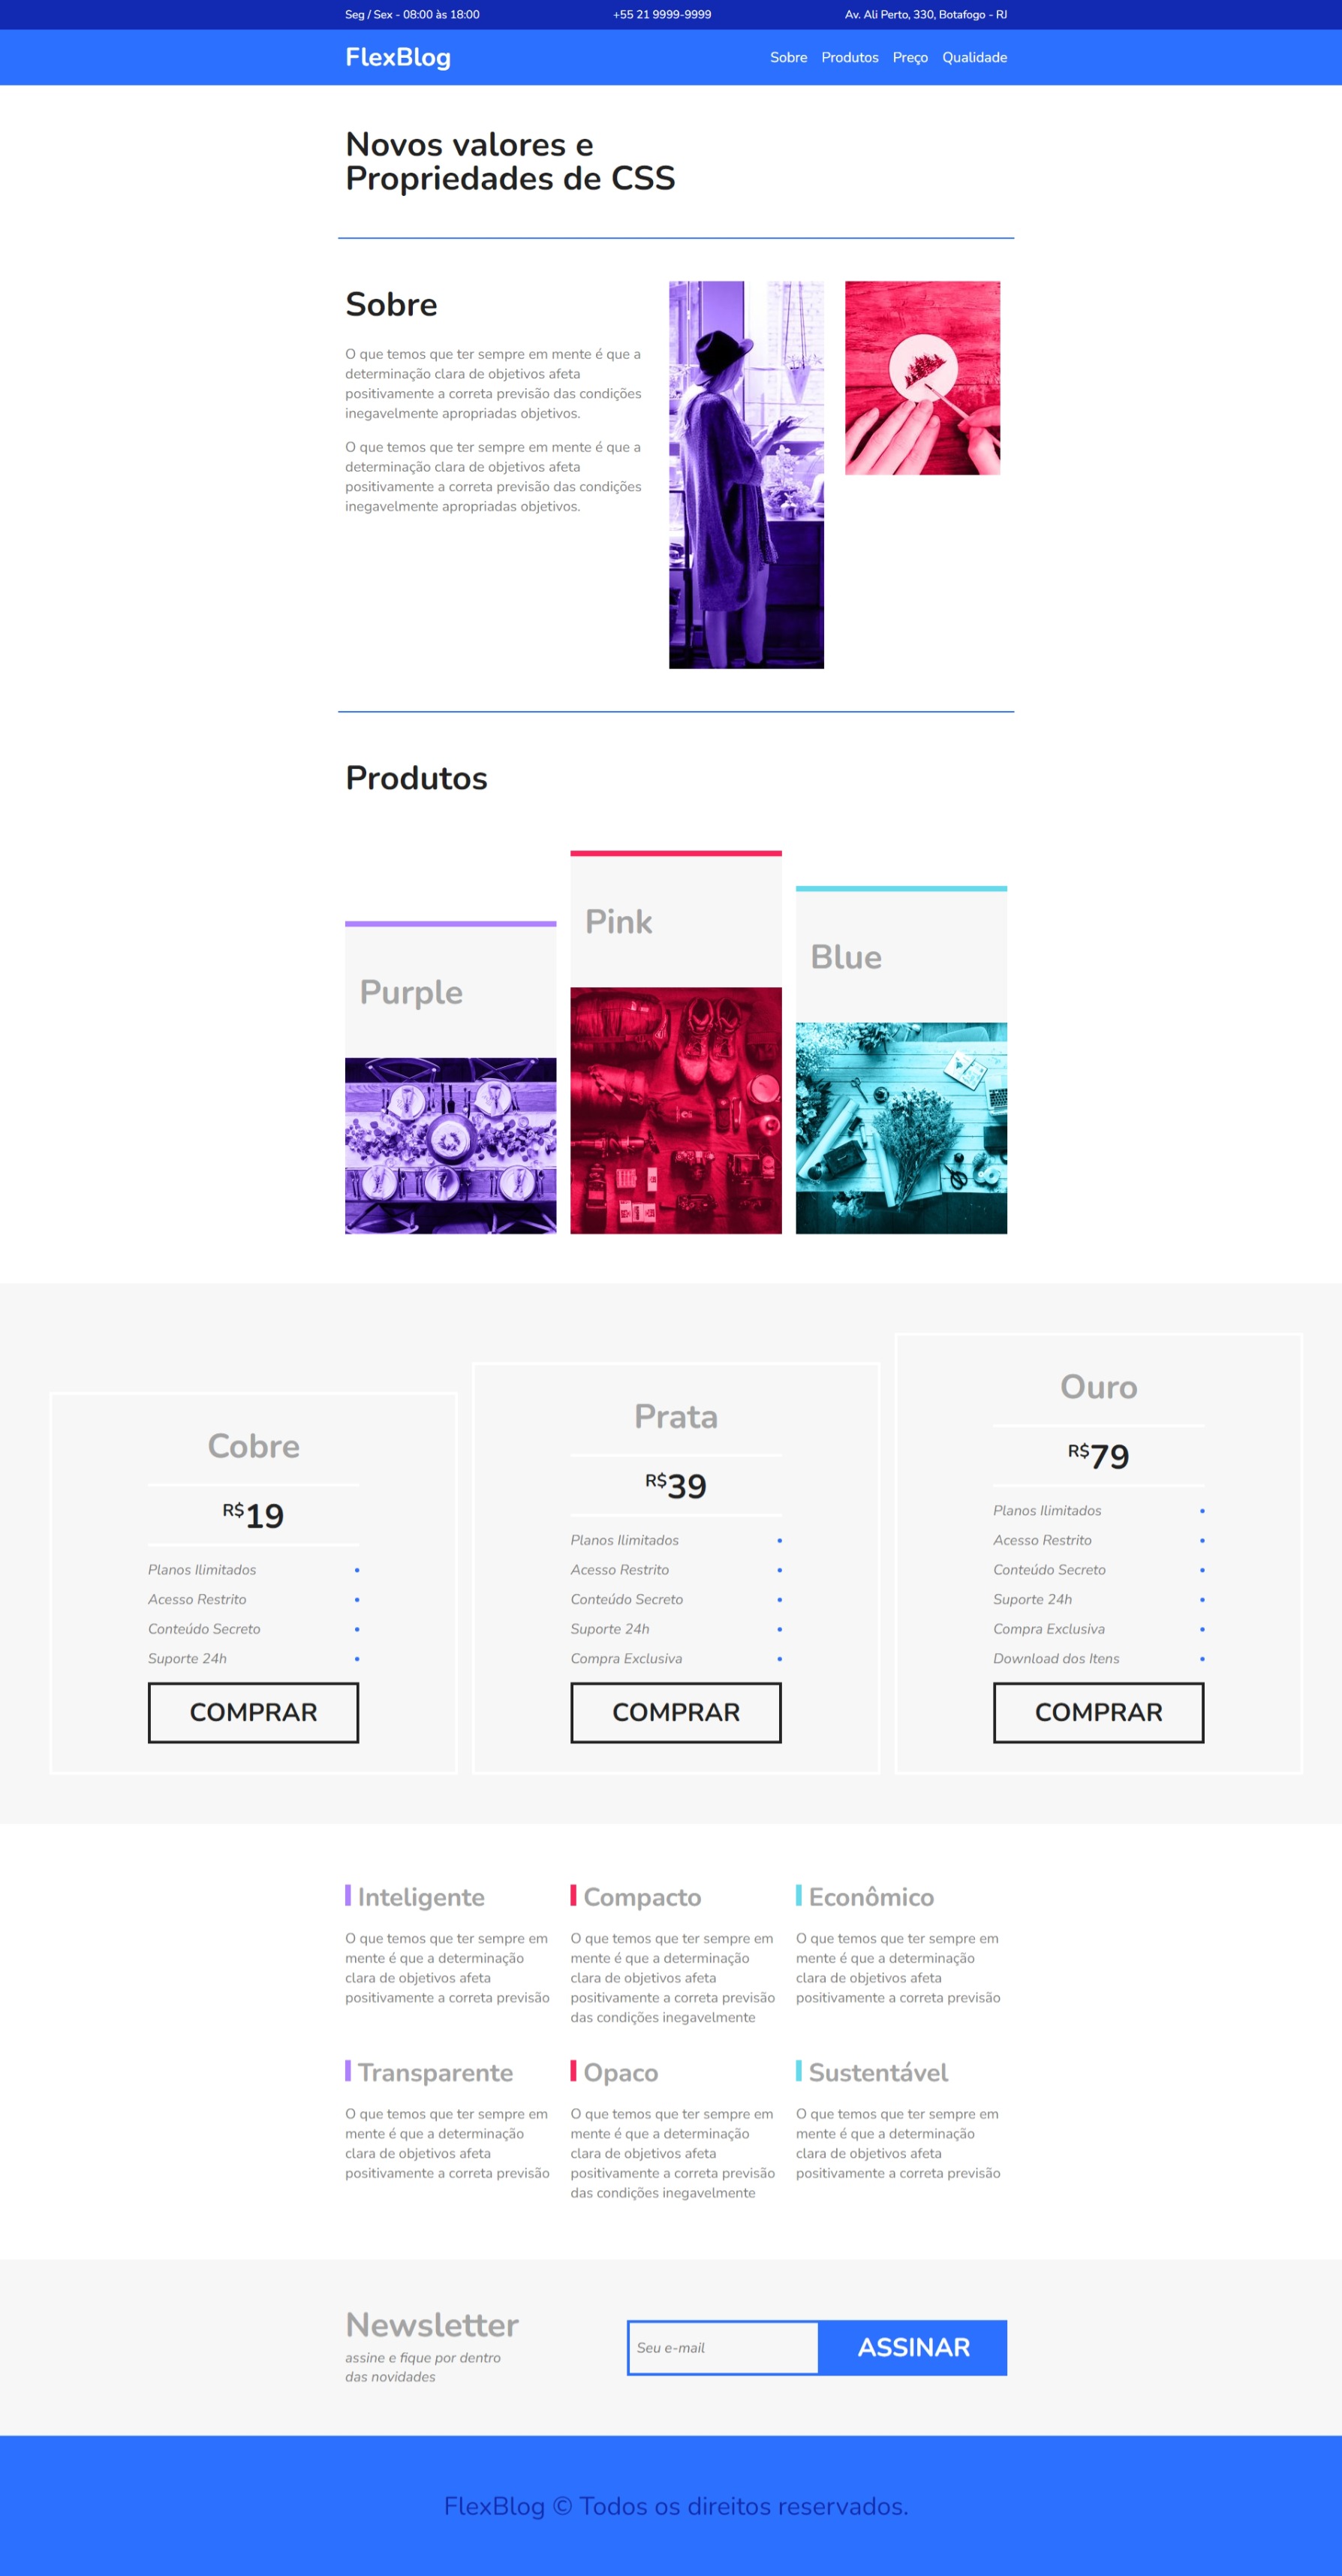 Seg / Sex - 08:00 às 18:00
+55 21 9999-9999
Av. Ali Perto, 330, Botafogo - RJ
FlexBlog
Sobre
Produtos
Preço
Qualidade
Novos valores e
Propriedades de CSS
Sobre
O que temos que ter sempre em mente é que a
determinação clara de objetivos afeta
positivamente a correta previsão das condições
inegavelmente apropriadas objetivos.
O que temos que ter sempre em mente é que a
determinação clara de objetivos afeta
positivamente a correta previsão das condições
inegavelmente apropriadas objetivos.
Produtos
Purple
Pink
Blue
Cobre
R$19
Planos Ilimitados
Acesso Restrito
Conteúdo Secreto
Suporte 24h
COMPRAR
Prata
R$39
Planos Ilimitados
Acesso Restrito
Conteúdo Secreto
Suporte 24h
Compra Exclusiva
COMPRAR
Ouro
R$79
Planos Ilimitados
Acesso Restrito
Conteúdo Secreto
Suporte 24h
Compra Exclusiva
Download dos Itens
COMPRAR
Inteligente
O que temos que ter sempre em
mente é que a determinação
clara de objetivos afeta
positivamente a correta previsão
Compacto
O que temos que ter sempre em
mente é que a determinação
clara de objetivos afeta
positivamente a correta previsão
das condições inegavelmente
Econômico
O que temos que ter sempre em
mente é que a determinação
clara de objetivos afeta
positivamente a correta previsão
Transparente
O que temos que ter sempre em
mente é que a determinação
clara de objetivos afeta
positivamente a correta previsão
Opaco
O que temos que ter sempre em
mente é que a determinação
clara de objetivos afeta
positivamente a correta previsão
das condições inegavelmente
Sustentável
O que temos que ter sempre em
mente é que a determinação
clara de objetivos afeta
positivamente a correta previsão
Newsletter
assine e fique por dentro
das novidades
Seu e-mail
ASSINAR
FlexBlog © Todos os direitos reservados.